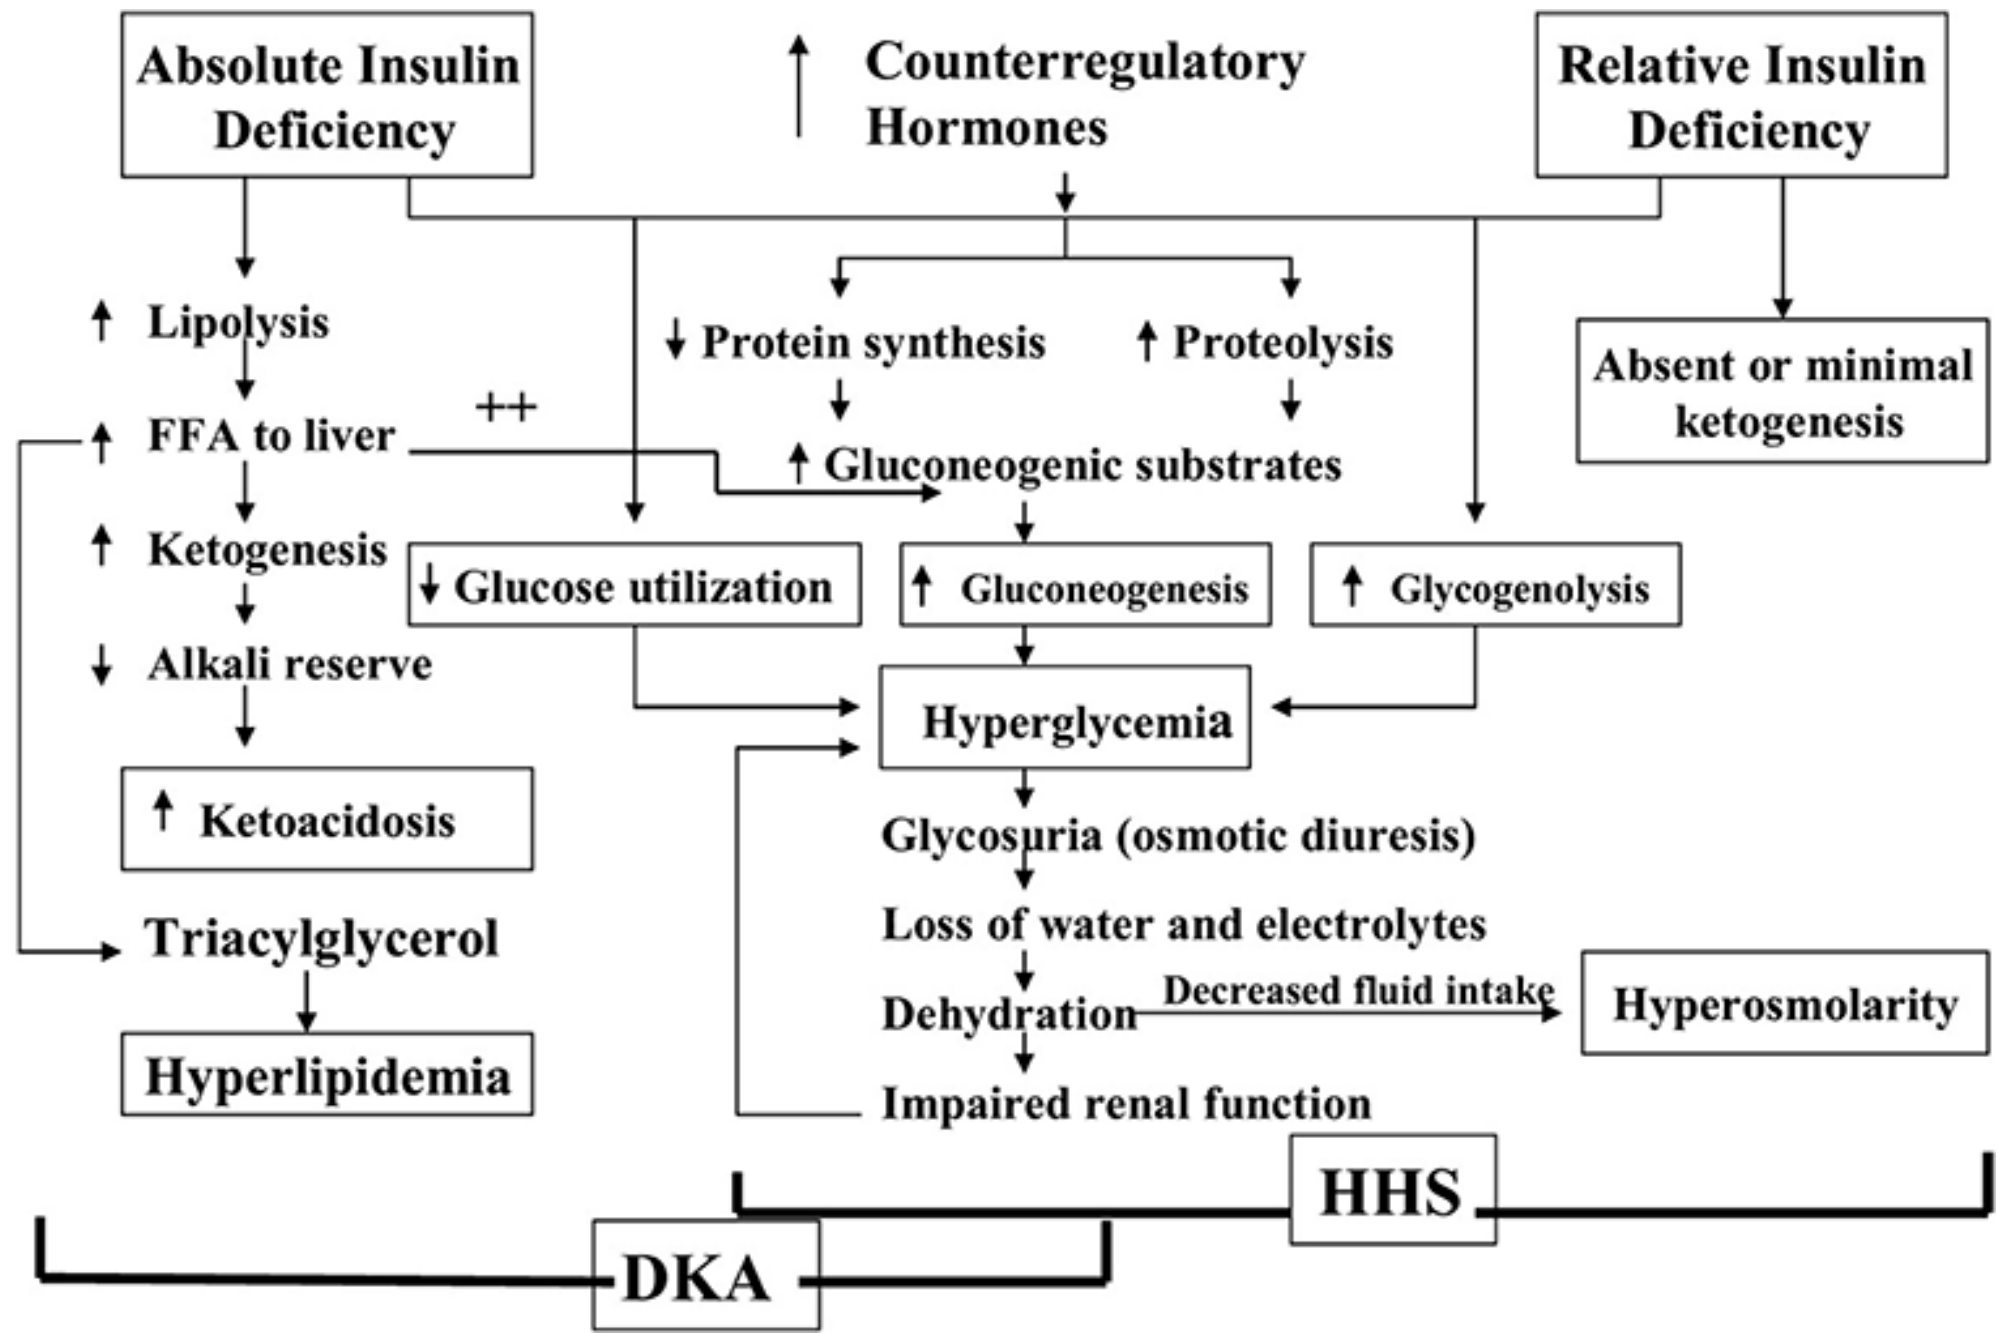 Absolute Insulin
Deficiency
Counterregulatory
Hormones
Relative Insulin
Deficiency
Lipolysis
Protein synthesis
Proteolysis
Absent or minimal
ketogenesis
++
FFA to liver
Gluconeogenic substrates
Ketogenesis
Glucose utilization
Gluconeogenesis
Glycogenolysis
Alkali reserve
Hyperglycemia
Ketoacidosis
Glycosuria (osmotic diuresis)
Triacylglycerol
Loss of water and electrolytes
Decreased fluid intake
Dehydration
Hyperosmolarity
Hyperlipidemia
Impaired renal function
HHS
DKA